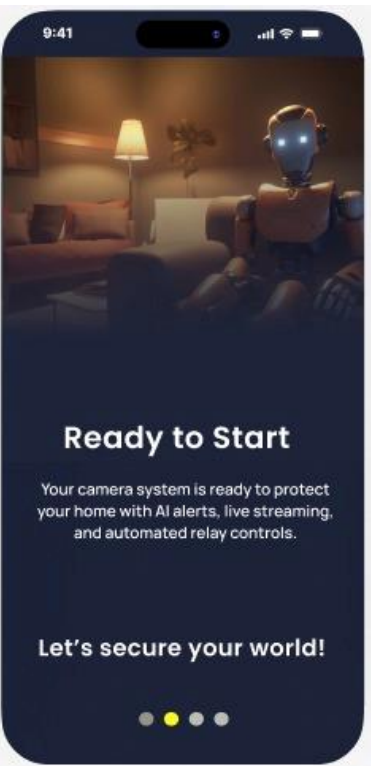 9:41
Ready to Start
Your camera system is ready to protect
your home with AI alerts, live streaming,
and automated relay controls.
Let's secure your world!